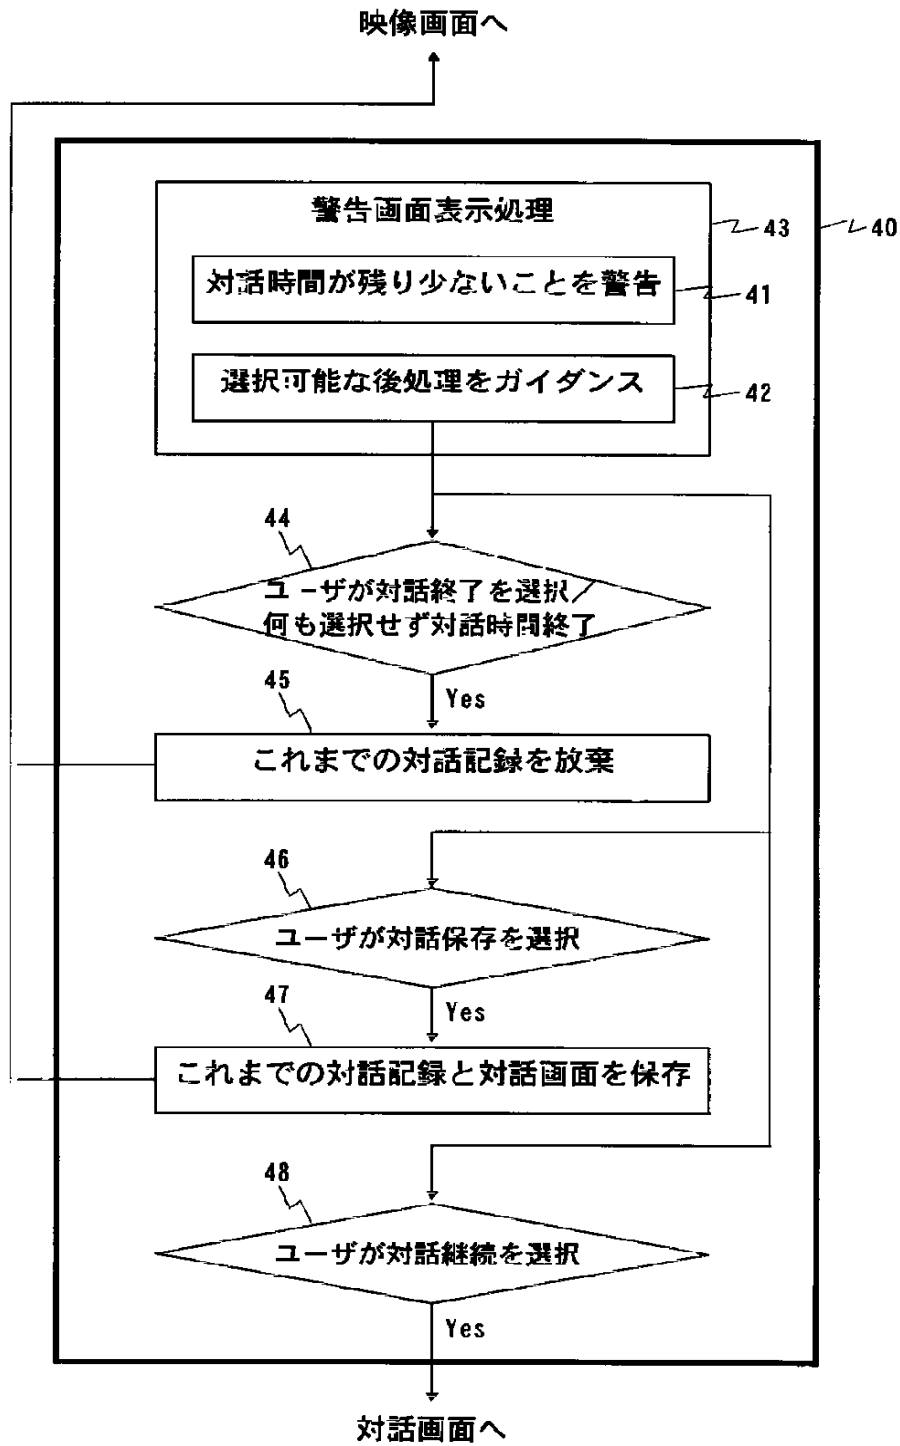 映像画面へ
警告画面表示処理
43
40
対話時間が残り少ないことを警告
41
選択可能な後処理をガイダンス
42
44
ユーザが対話終了を選択／
何も選択せず対話時間終了
Yes
45
これまでの対話記録を放棄
46
ユーザが対話保存を選択
Yes
47
これまでの対話記録と対話画面を保存
48
ユーザが対話継続を選択
Yes
対話画面へ